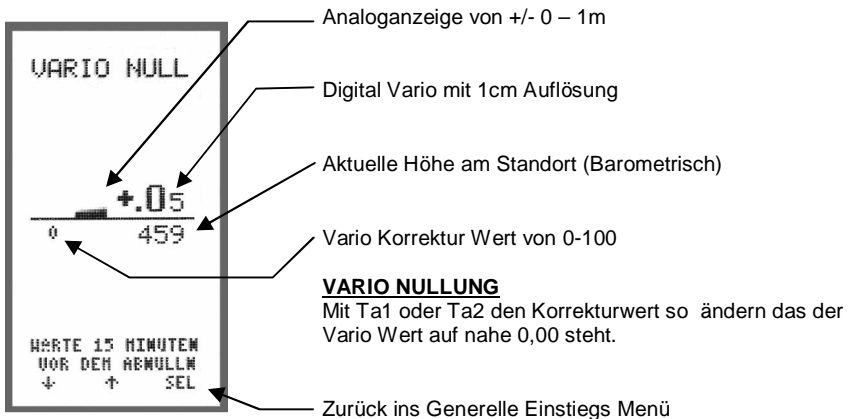 Analoganzeige von +/- 0 – 1m
VARIO NULL
Digital Vario mit 1cm Auflösung
Aktuelle Höhe am Standort (Barometrisch)
+.05
0 459
Vario Korrektur Wert von 0-100
VARIO NULLUNG
Mit Ta1 oder Ta2 den Korrekturwert so ändern das der
Vario Wert auf nahe 0,00 steht.
WARTE 15 MINUTEN
VOR DEM ABNULLN
↓ ↑ SEL
Zurück ins Generelle Einstiegs Menü